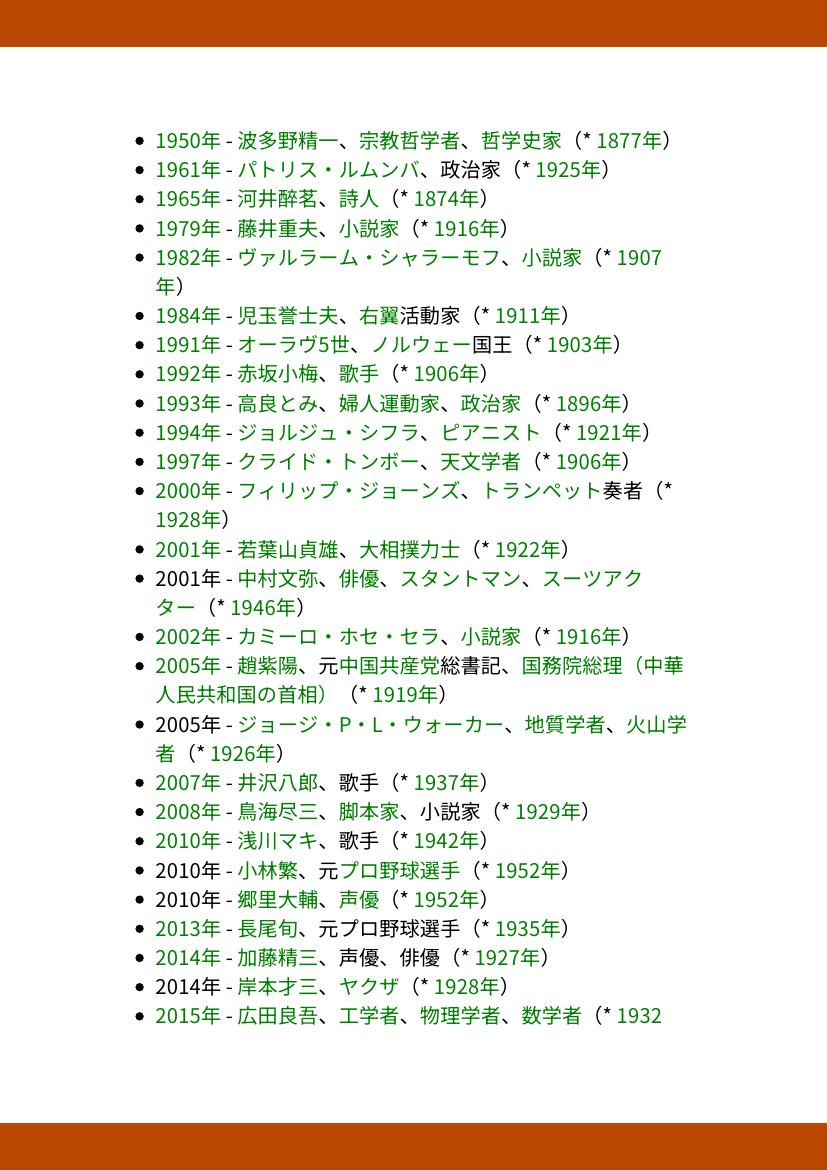 • 1950年 - 波多野精一、宗教哲学者、哲学史家（* 1877年）
• 1961年 - パトリス・ルムンバ、政治家（* 1925年）
• 1965年 - 河井酔茗、詩人（* 1874年）
• 1979年 - 藤井重夫、小説家（* 1916年）
• 1982年 - ヴァルラーム・シャラーモフ、小説家（* 1907
年）
• 1984年 - 児玉誉士夫、右翼活動家（* 1911年）
• 1991年 - オーラヴ5世、ノルウェー国王（* 1903年）
• 1992年 - 赤坂小梅、歌手（* 1906年）
• 1993年 - 高良とみ、婦人運動家、政治家（* 1896年）
• 1994年 - ジョルジュ・シフラ、ピアニスト（* 1921年）
• 1997年 - クライド・トンボー、天文学者（* 1906年）
• 2000年 - フィリップ・ジョーンズ、トランペット奏者（*
1928年）
• 2001年 - 若葉山貞雄、大相撲力士（* 1922年）
• 2001年 - 中村文弥、俳優、スタントマン、スーツアク
ター（* 1946年）
• 2002年 - カミーロ・ホセ・セラ、小説家（* 1916年）
• 2005年 - 趙紫陽、元中国共産党総書記、国務院総理（中華
人民共和国の首相）（* 1919年）
• 2005年 - ジョージ・P・L・ウォーカー、地質学者、火山学
者（* 1926年）
• 2007年 - 井沢八郎、歌手（* 1937年）
• 2008年 - 鳥海尽三、脚本家、小説家（* 1929年）
• 2010年 - 浅川マキ、歌手（* 1942年）
• 2010年 - 小林繁、元プロ野球選手（* 1952年）
• 2010年 - 郷里大輔、声優（* 1952年）
• 2013年 - 長尾旬、元プロ野球選手（* 1935年）
• 2014年 - 加藤精三、声優、俳優（* 1927年）
• 2014年 - 岸本才三、ヤクザ（* 1928年）
• 2015年 - 広田良吾、工学者、物理学者、数学者（* 1932